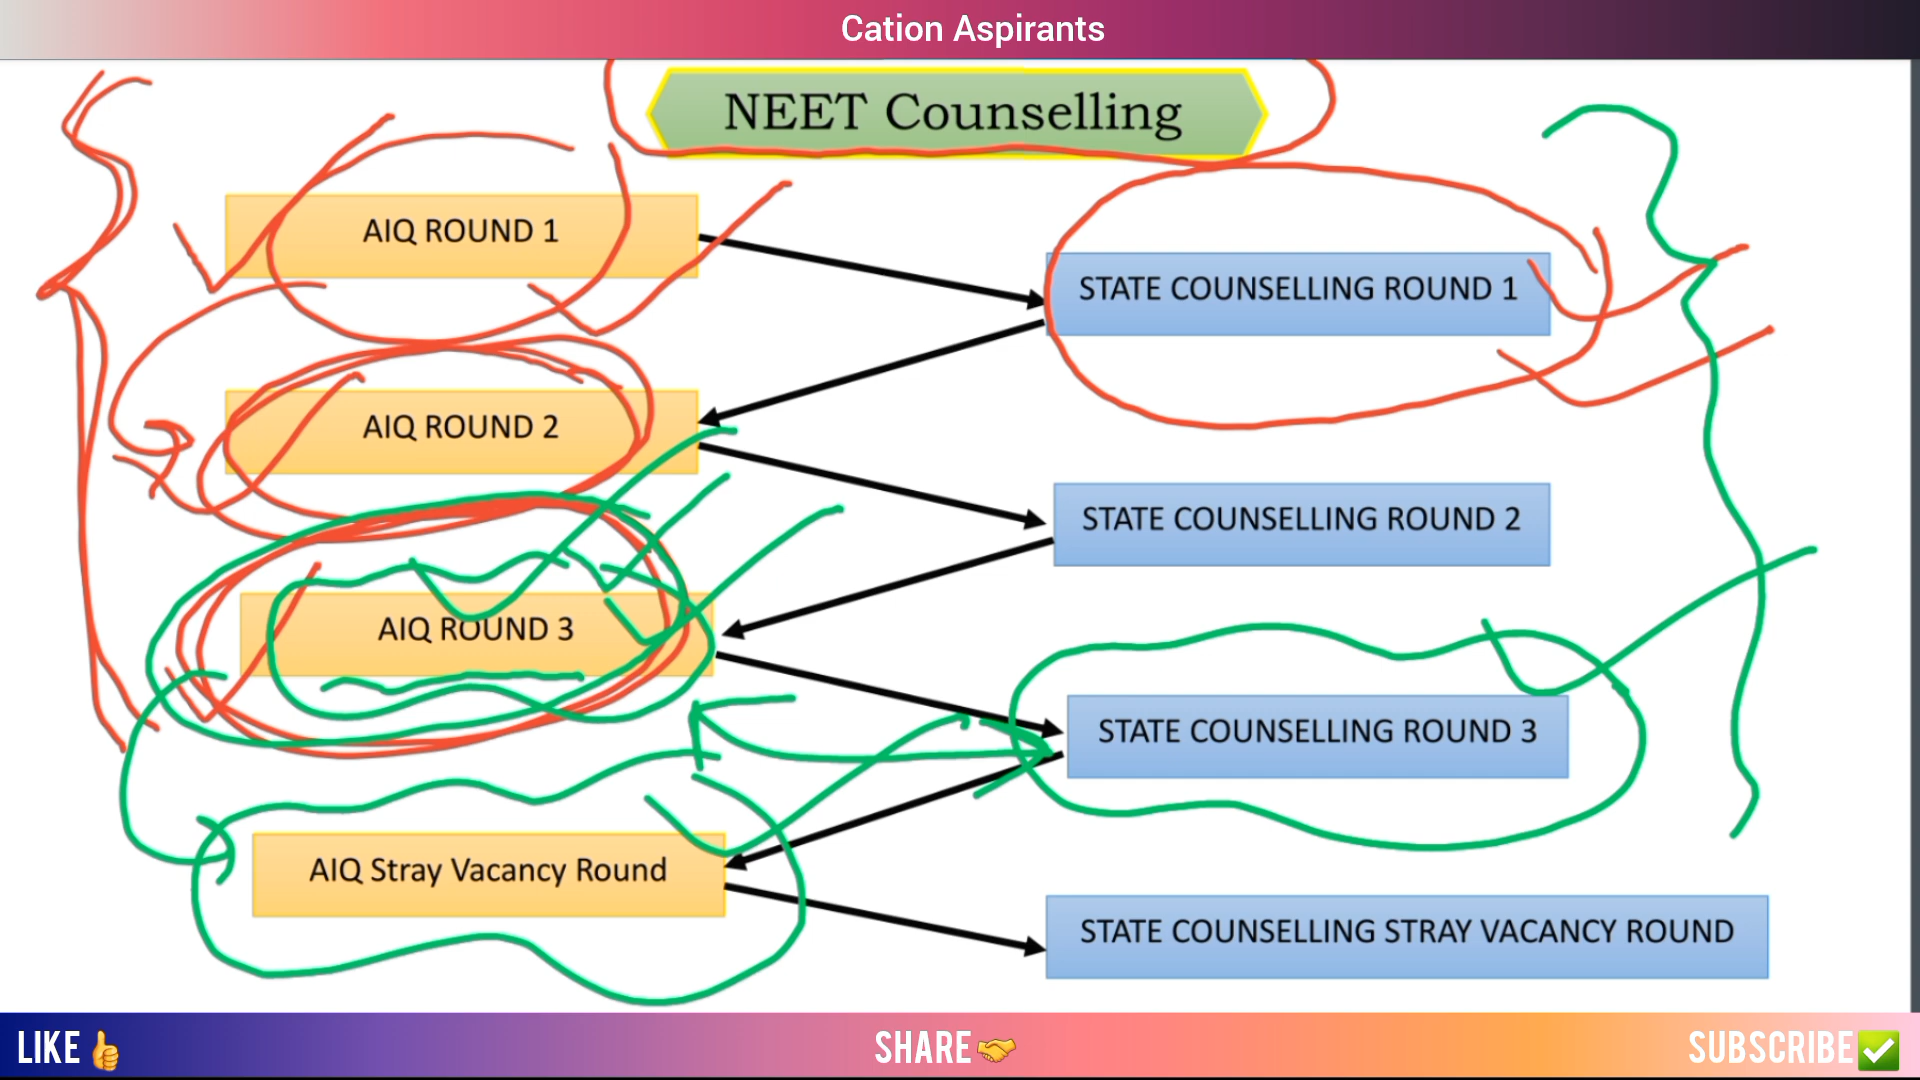 Cation Aspirants
NEET Counselling
AIQ ROUND 1
STATE COUNSELLING ROUND 1
AIQ ROUND 2
STATE COUNSELLING ROUND 2
AIQ ROUND 3
STATE COUNSELLING ROUND 3
AIQ Stray Vacancy Round
STATE COUNSELLING STRAY VACANCY ROUND
LIKE👍 SHARE🤝 SUBSCRIBE✅